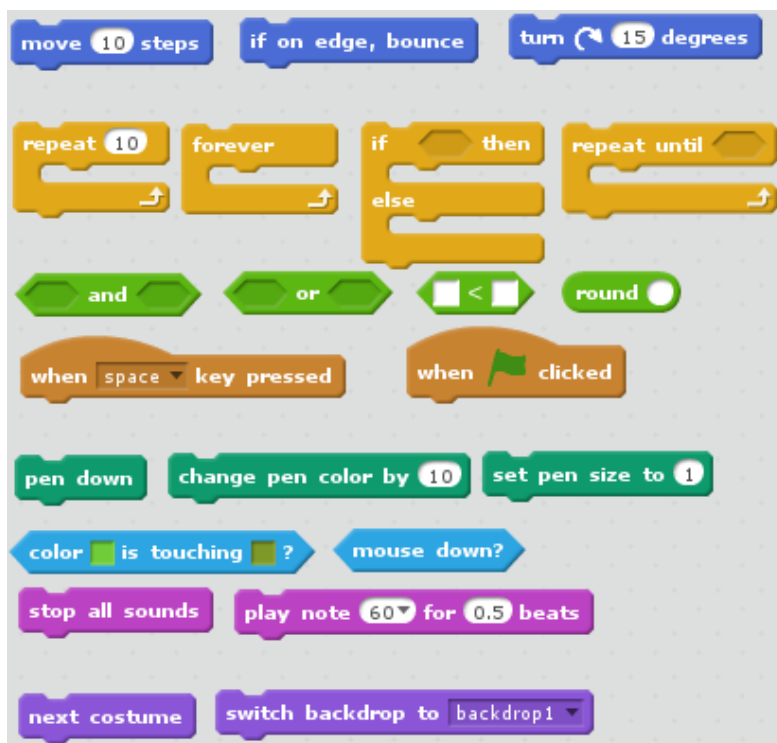 move 10 steps if on edge, bounce turn 15 degrees
repeat 10 forever if then repeat until
else
and or < round
when space key pressed when clicked
pen down change pen color by 10 set pen size to 1
color is touching ? mouse down?
stop all sounds play note 60 for 0.5 beats
next costume switch backdrop to backdrop1